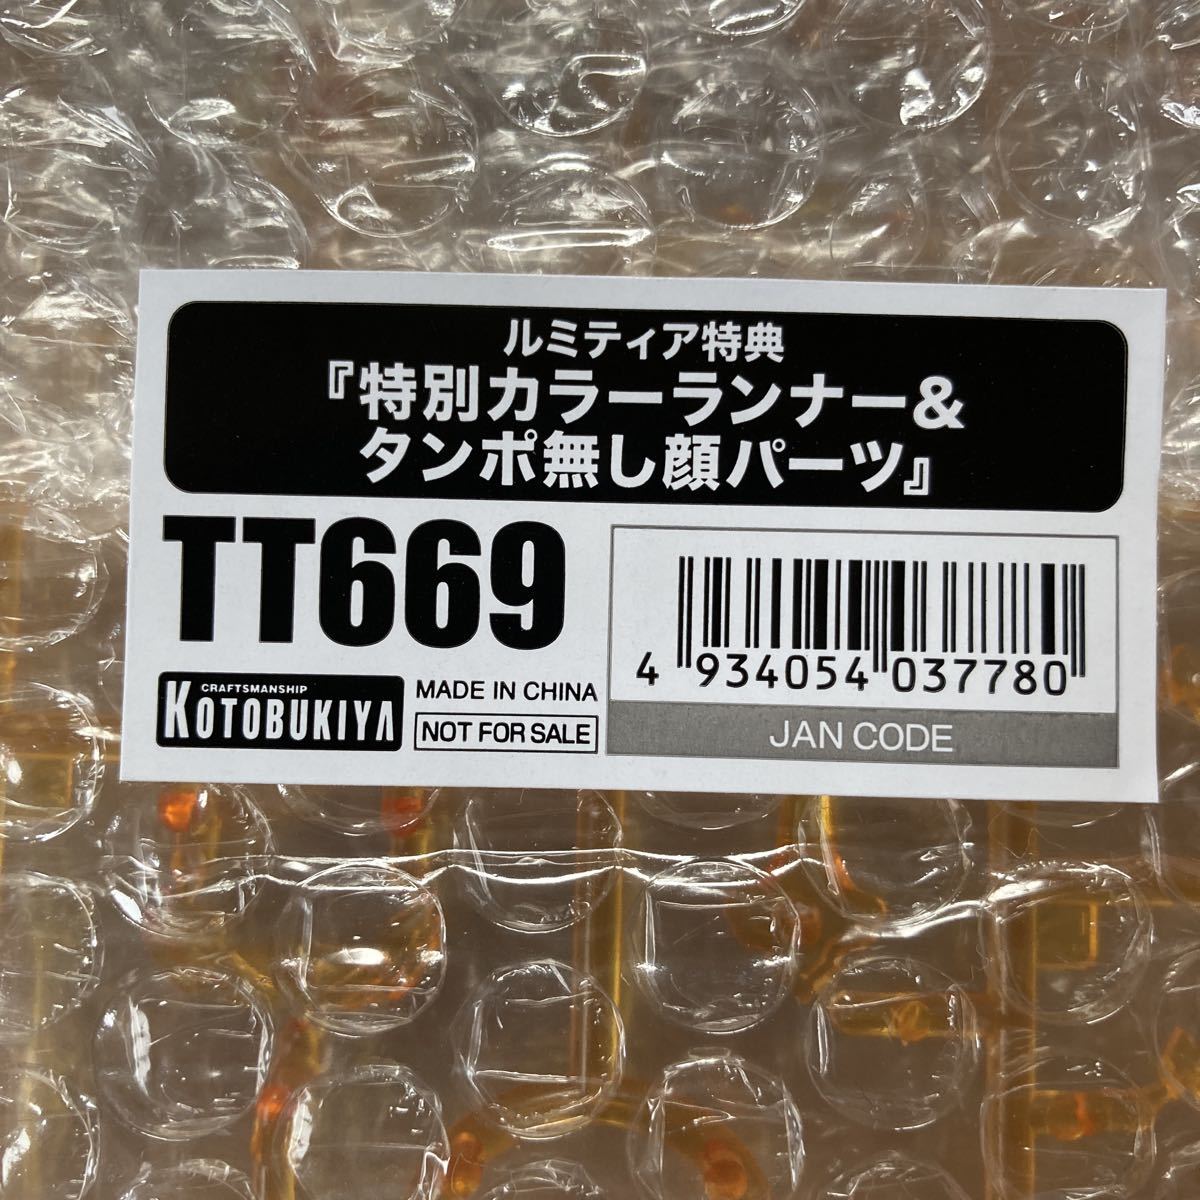 ルミティア特典
『特別カラーランナー&
タンポ無し顔パーツ』
TT669
CRAFTSMANSHIP
KOTOBUKIYA
MADE IN CHINA
NOT FOR SALE
4 934054 037780
JAN CODE